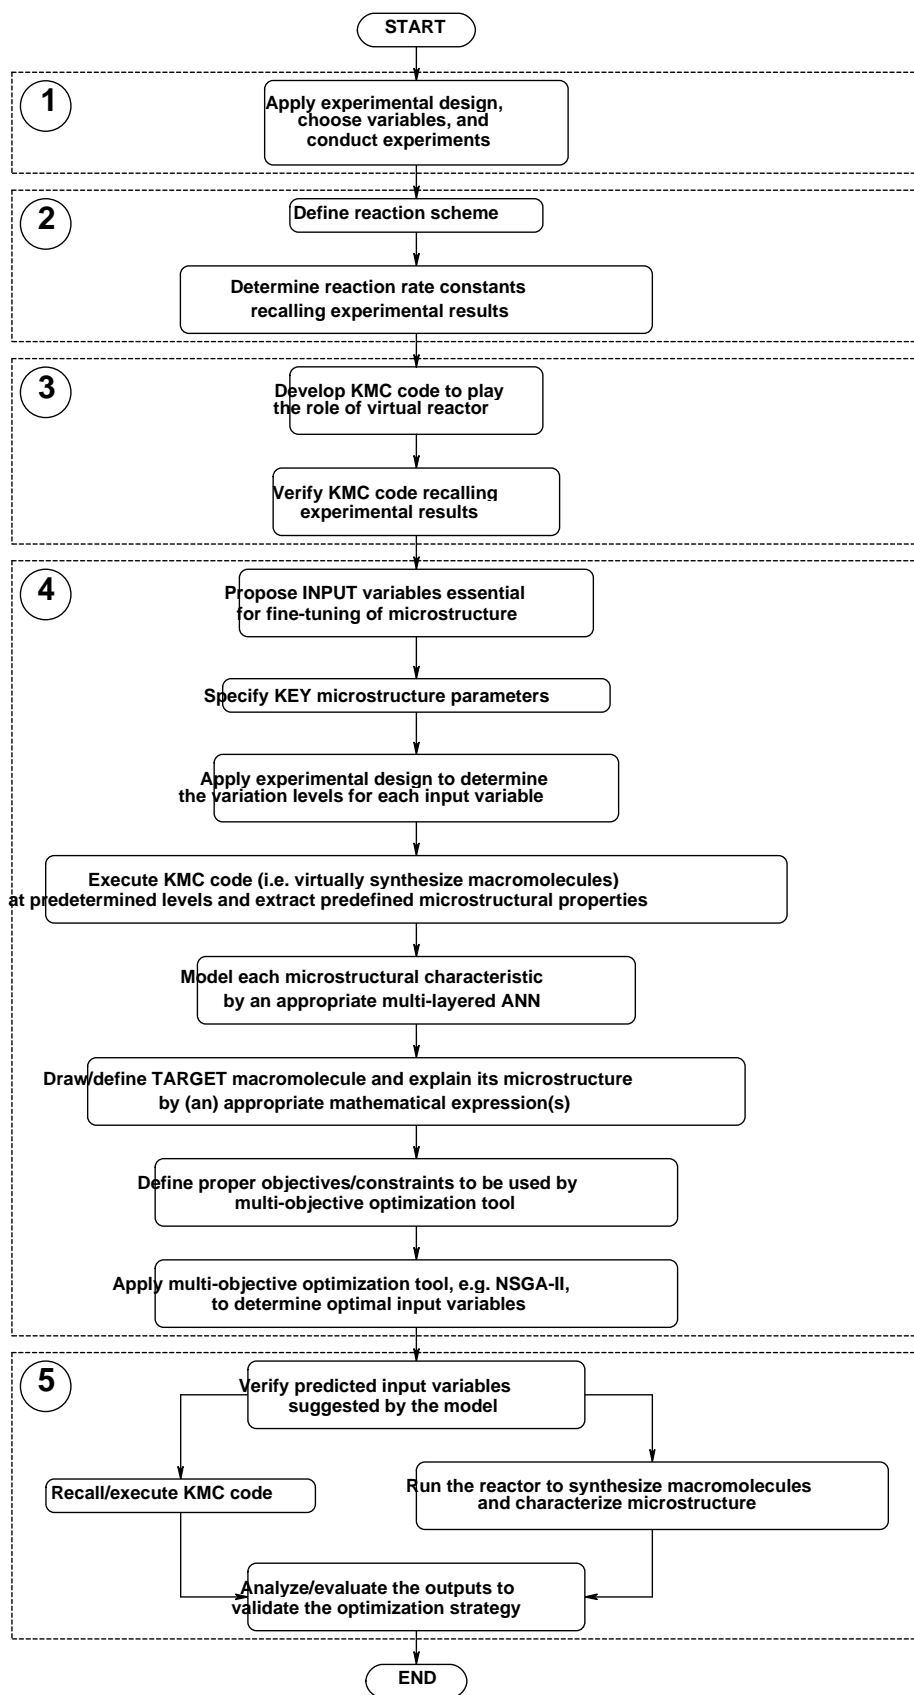 START
1
Apply experimental design,
choose variables, and
conduct experiments
2
Define reaction scheme
Determine reaction rate constants
recalling experimental results
3
Develop KMC code to play
the role of virtual reactor
Verify KMC code recalling
experimental results
4
Propose INPUT variables essential
for fine-tuning of microstructure
Specify KEY microstructure parameters
Apply experimental design to determine
the variation levels for each input variable
Execute KMC code (i.e. virtually synthesize macromolecules)
at predetermined levels and extract predefined microstructural properties
Model each microstructural characteristic
by an appropriate multi-layered ANN
Draw/define TARGET macromolecule and explain its microstructure
by (an) appropriate mathematical expression(s)
Define proper objectives/constraints to be used by
multi-objective optimization tool
Apply multi-objective optimization tool, e.g. NSGA-II,
to determine optimal input variables
5
Verify predicted input variables
suggested by the model
Recall/execute KMC code
Run the reactor to synthesize macromolecules
and characterize microstructure
Analyze/evaluate the outputs to
validate the optimization strategy
END